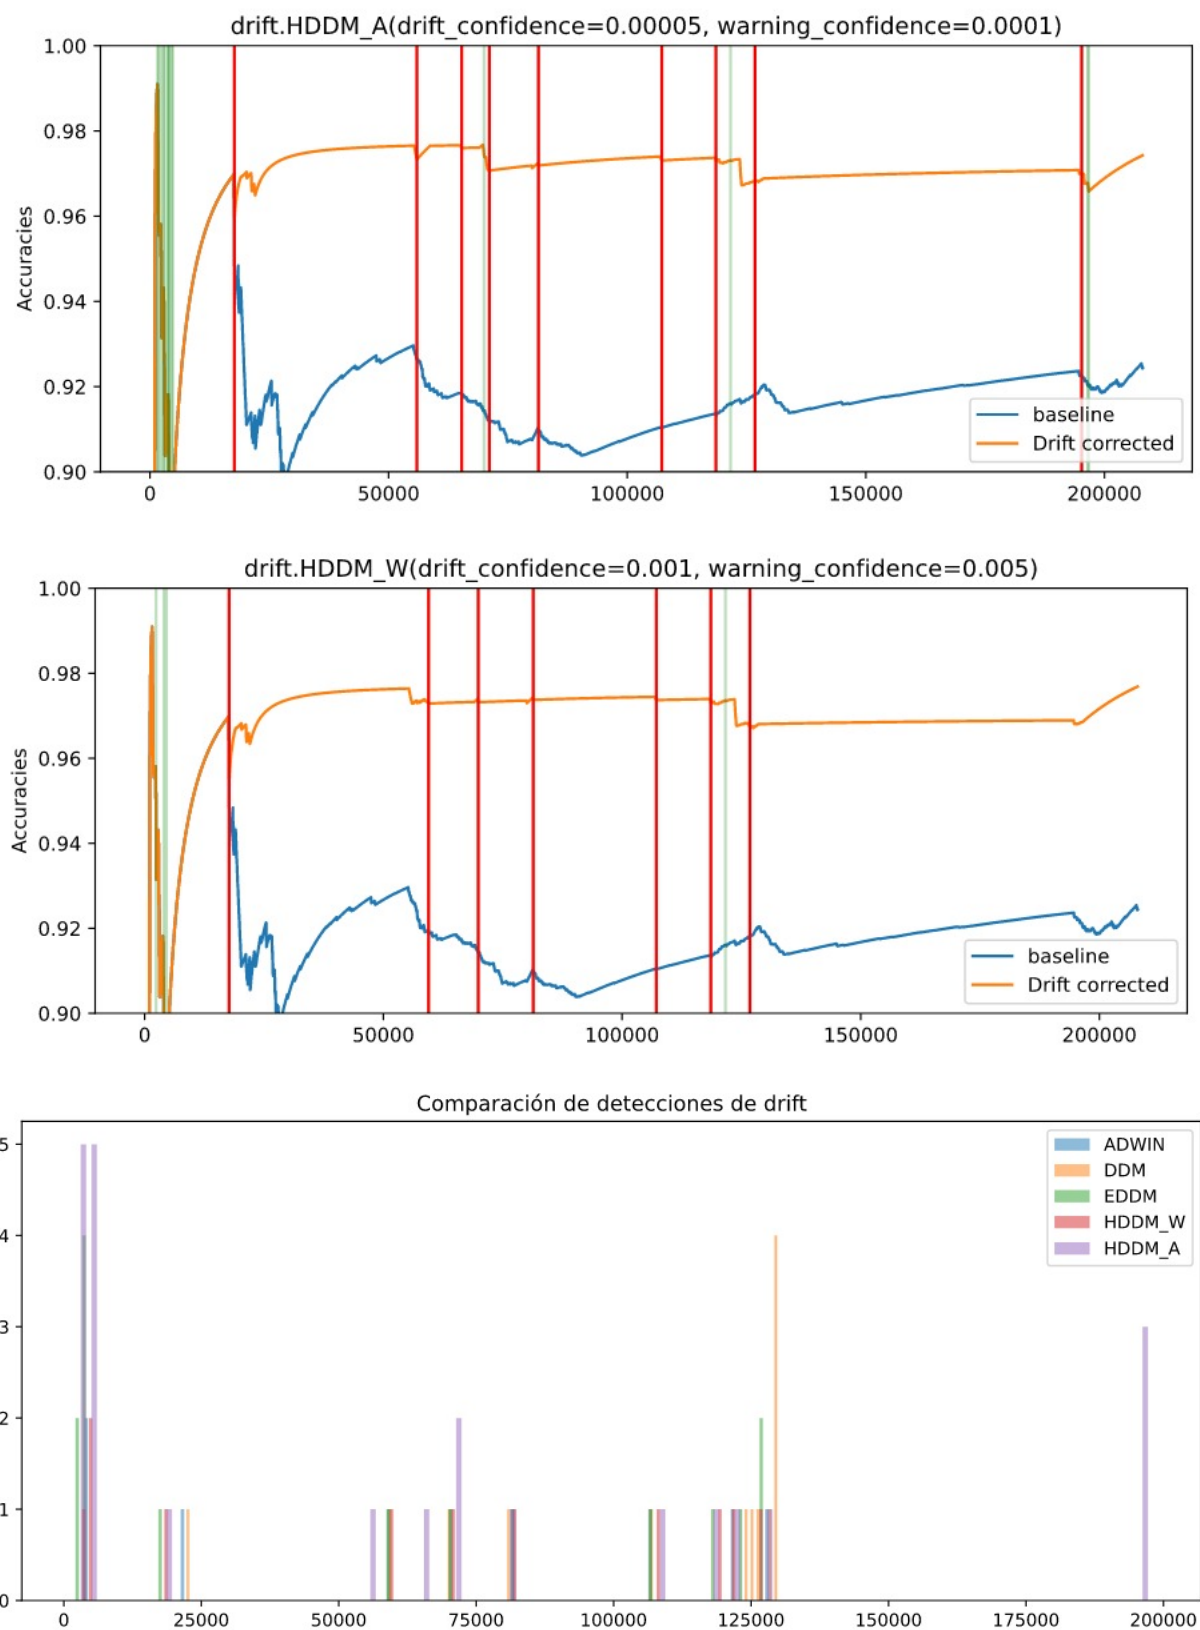 drift.HDDM_A(drift_confidence=0.00005, warning_confidence=0.0001)
1.00
0.98
0.96
0.94
0.92
0.90
Accuracies
baseline
Drift corrected
0 50000 100000 150000 200000
drift.HDDM_W(drift_confidence=0.001, warning_confidence=0.005)
1.00
0.98
0.96
0.94
0.92
0.90
Accuracies
baseline
Drift corrected
0 50000 100000 150000 200000
Comparación de detecciones de drift
5
4
3
2
1
0
ADWIN
DDM
EDDM
HDDM_W
HDDM_A
0 25000 50000 75000 100000 125000 150000 175000 200000